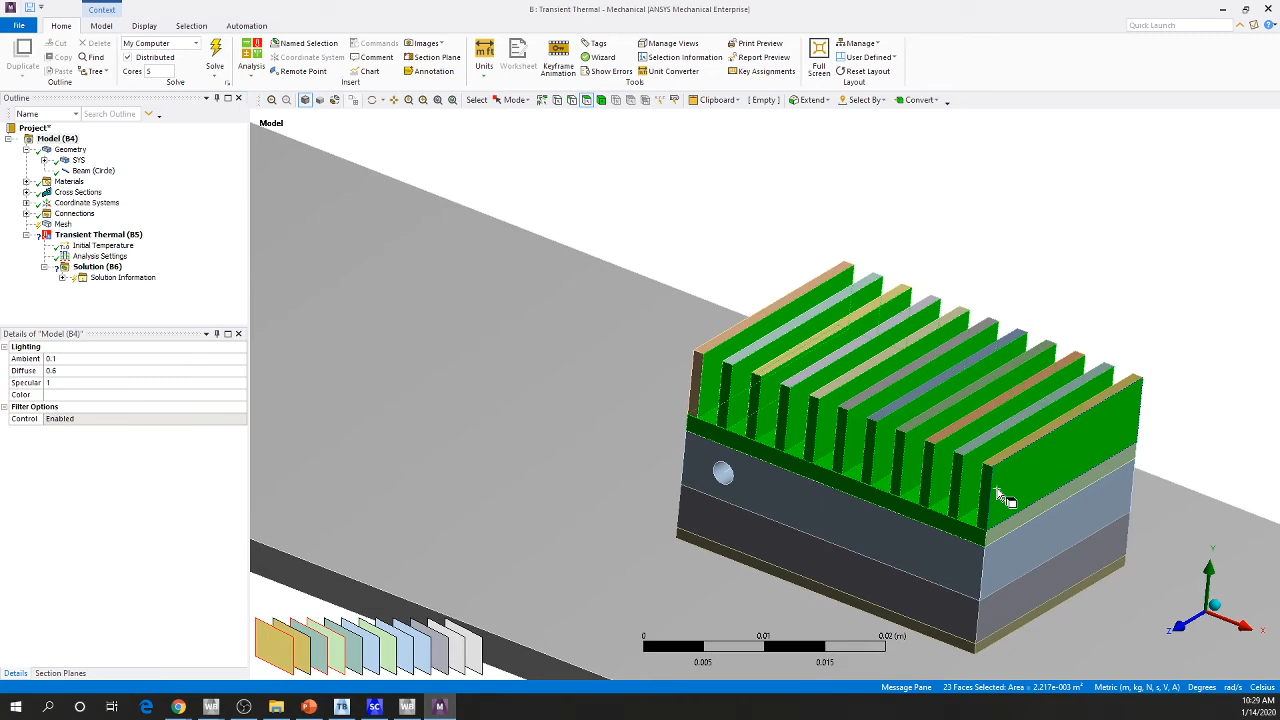 Context
B : Transient Thermal - Mechanical [ANSYS Mechanical Enterprise]
File
Home
Model
Display
Selection
Automation
Quick Launch
Duplicate
Cut
Copy
Paste
Delete
Find
Tree
Outline
My Computer
Distributed
Cores 5
Solve
Solve
Analysis
Named Selection
Coordinate System
Remote Point
Commands
Comment
Chart
Images
Section Plane
Annotation
Insert
Units
Worksheet
Keyframe Animation
Tags
Wizard
Show Errors
Manage Views
Selection Information
Unit Converter
Print Preview
Report Preview
Key Assignments
Tools
Full Screen
Manage
User Defined
Reset Layout
Layout
Outline
Select
Mode
Clipboard
[ Empty ]
Extend
Select By
Convert
Name
Search Outline
Project*
Model (B4)
Geometry
SYS
Beam (Circle)
Materials
Cross Sections
Coordinate Systems
Connections
Mesh
Transient Thermal (B5)
Initial Temperature
Analysis Settings
Solution (B6)
Solution Information
Model
Details of "Model (B4)"
Lighting
Ambient 0.1
Diffuse 0.6
Specular 1
Color
Filter Options
Control Enabled
0 0.01 0.02 (m)
0.005 0.015
Y
Z
X
Details
Section Planes
Message Pane
23 Faces Selected: Area = 2.217e-003 m²
Metric (m, kg, N, s, V, A)
Degrees
rad/s
Celsius
WB
TB
SC
WB
M
10:29 AM
1/14/2020